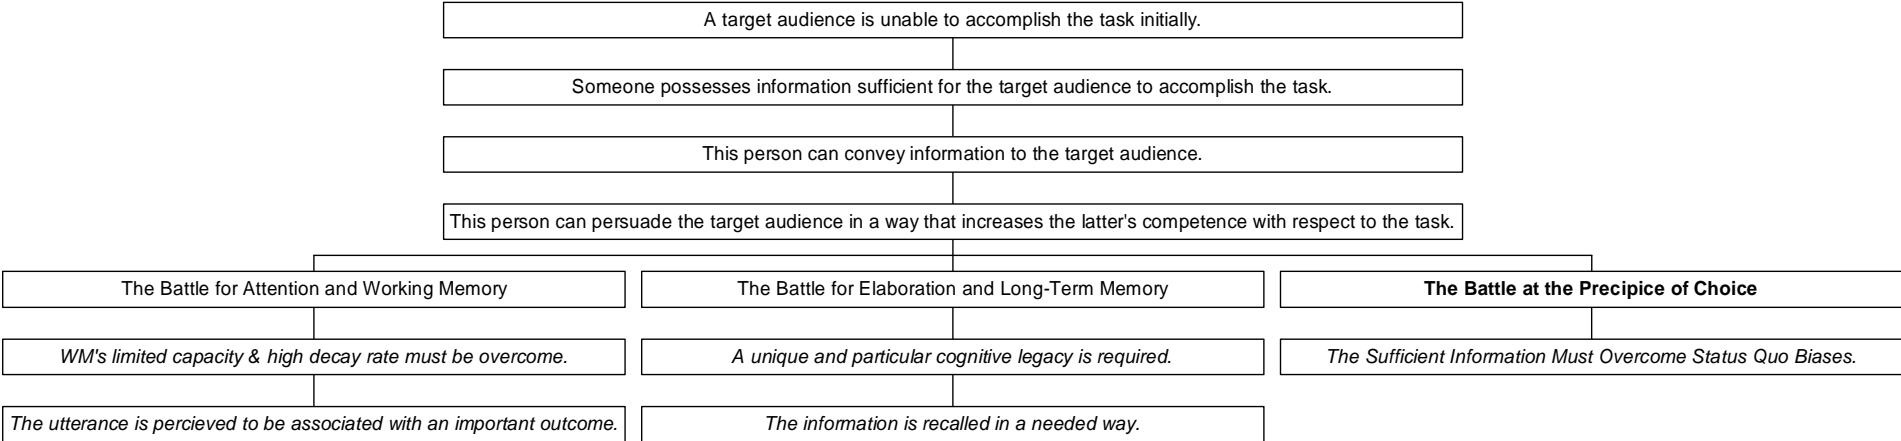 A target audience is unable to accomplish the task initially.
Someone possesses information sufficient for the target audience to accomplish the task.
This person can convey information to the target audience.
This person can persuade the target audience in a way that increases the latter's competence with respect to the task.
The Battle for Attention and Working Memory
The Battle for Elaboration and Long-Term Memory
The Battle at the Precipice of Choice
WM's limited capacity & high decay rate must be overcome.
A unique and particular cognitive legacy is required.
The Sufficient Information Must Overcome Status Quo Biases.
The utterance is percieved to be associated with an important outcome.
The information is recalled in a needed way.